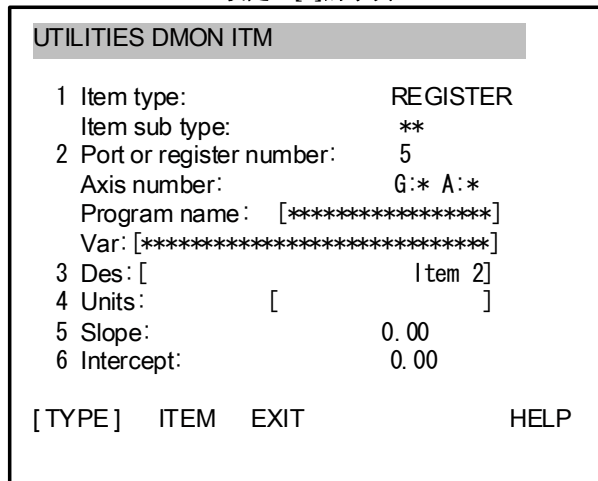 UTILITIES DMON ITM
1 Item type: REGISTER
Item sub type: **
2 Port or register number: 5
Axis number: G:* A:*
Program name: [*****************]
Var:[*****************************]
3 Des:[ Item 2]
4 Units: [ ]
5 Slope: 0.00
6 Intercept: 0.00
[TYPE] ITEM EXIT HELP